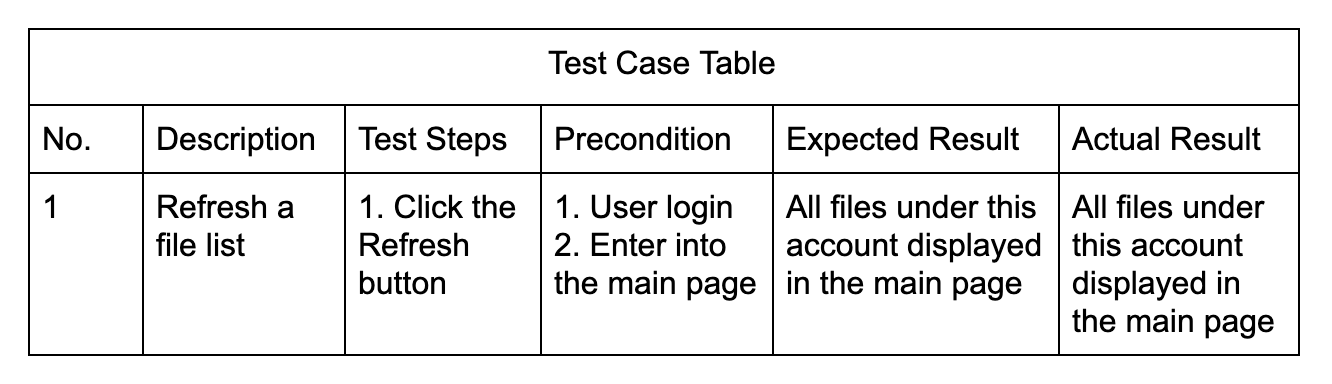 Test Case Table
No.
Description
Test Steps
Precondition
Expected Result
Actual Result
1
Refresh a
file list
1. Click the
Refresh
button
1. User login
2. Enter into
the main page
All files under this
account displayed
in the main page
All files under
this account
displayed in
the main page